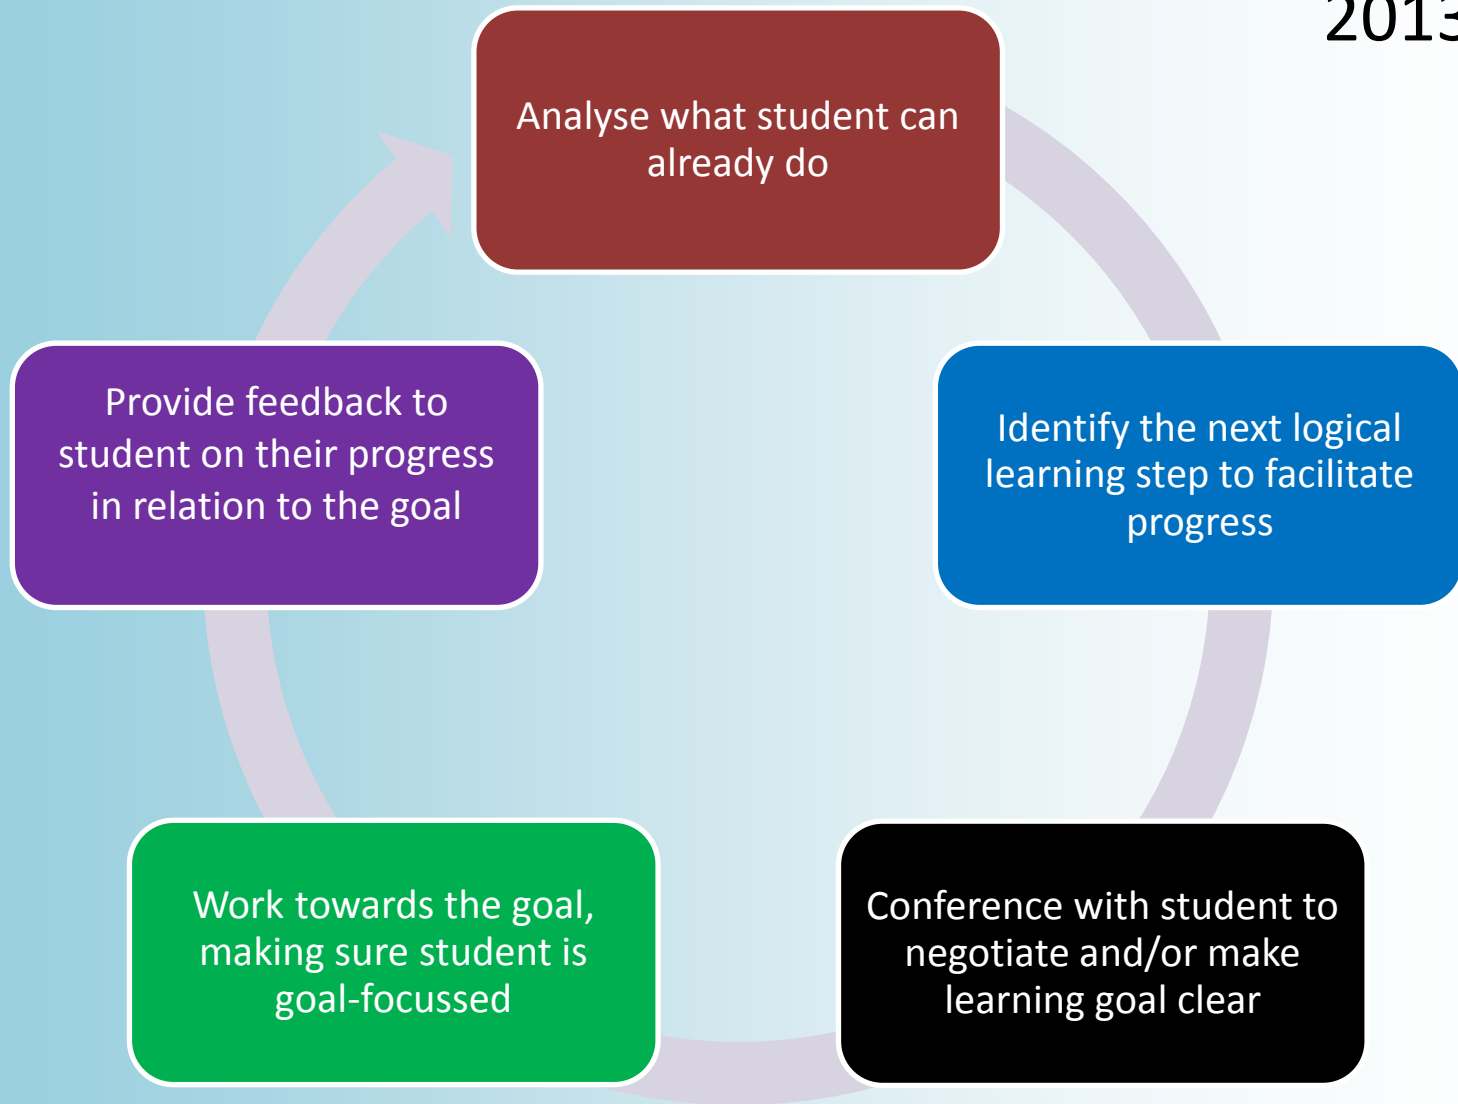 2013
Analyse what student can
already do
Identify the next logical
learning step to facilitate
progress
Conference with student to
negotiate and/or make
learning goal clear
Work towards the goal,
making sure student is
goal-focussed
Provide feedback to
student on their progress
in relation to the goal